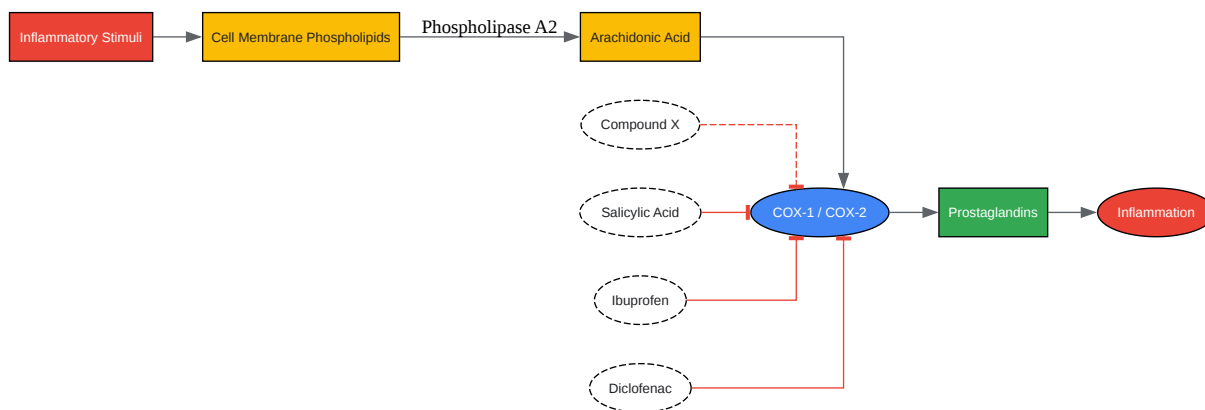 Inflammatory Stimuli
Cell Membrane Phospholipids
Phospholipase A2
Arachidonic Acid
Compound X
Salicylic Acid
COX-1 / COX-2
Prostaglandins
Inflammation
Ibuprofen
Diclofenac